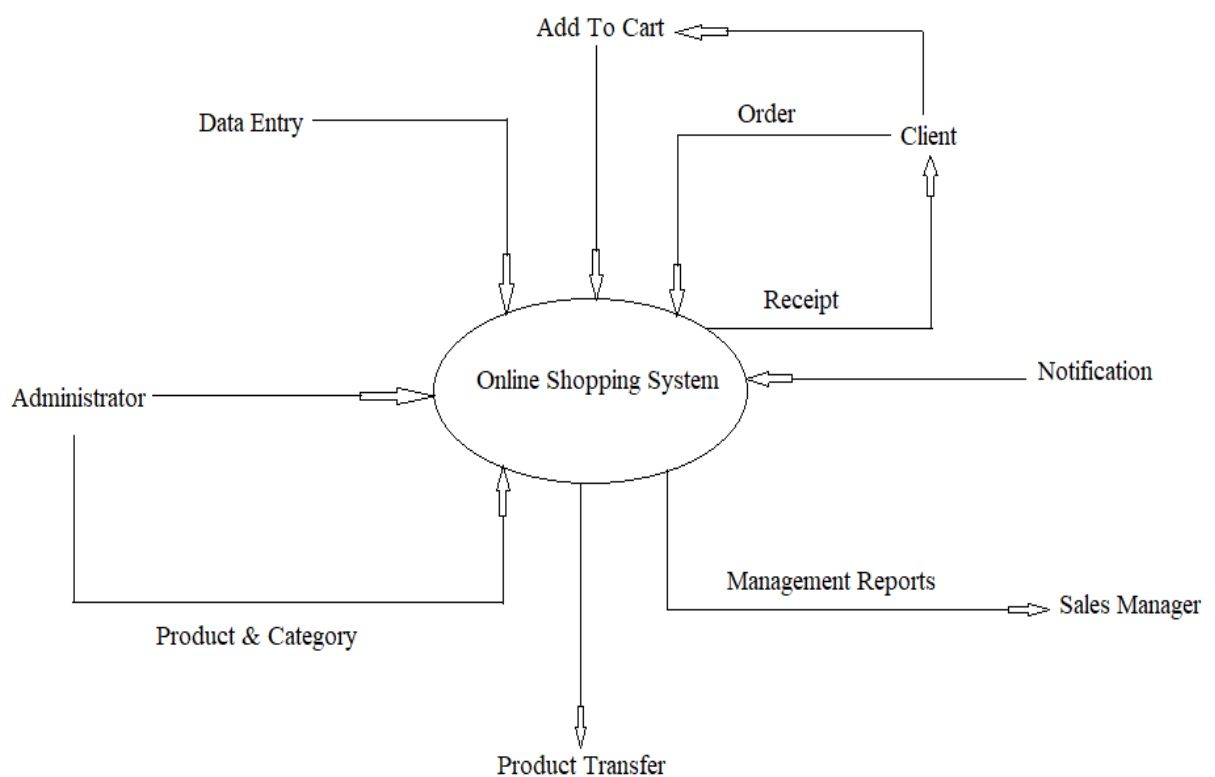 Add To Cart
Order
Data Entry
Client
Receipt
Online Shopping System
Notification
Administrator
Management Reports
Sales Manager
Product & Category
Product Transfer